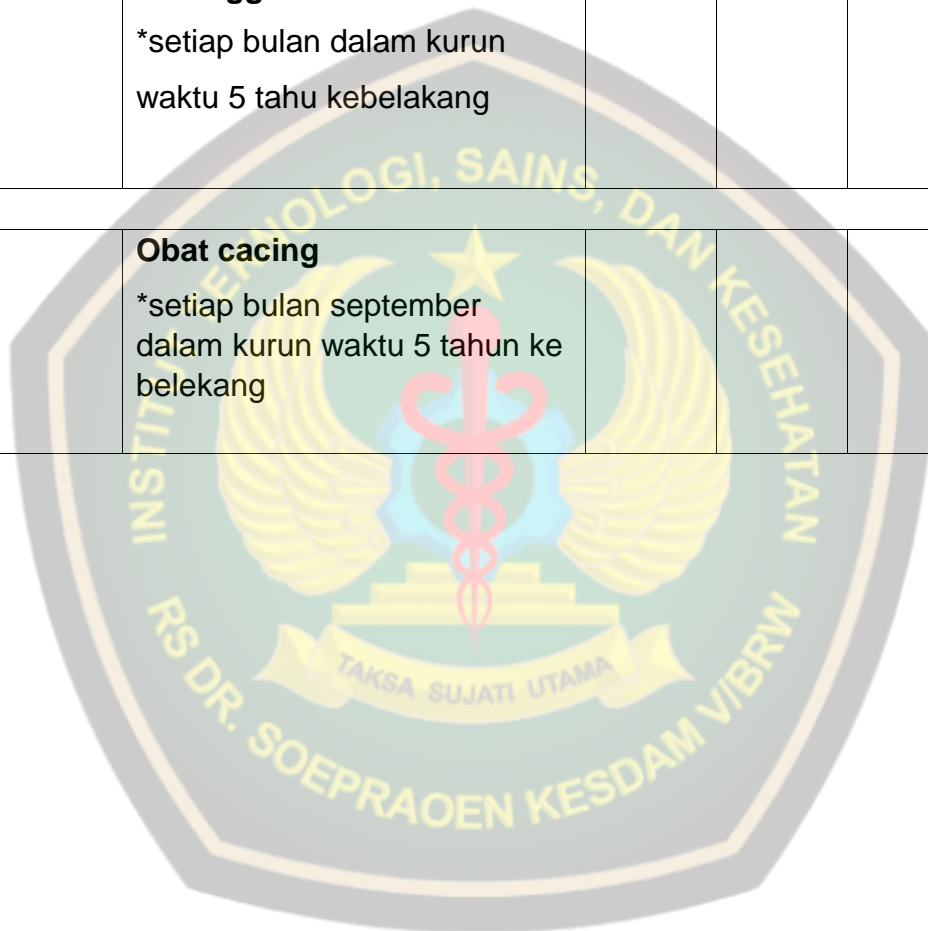 *setiap bulan dalam kurun
waktu 5 tahu kebelakang
Obat cacing
*setiap bulan september
dalam kurun waktu 5 tahun ke
belekang
INSTITUT TEKNOLOGI, SAINS, DAN KESEHATAN
TAKSA SUJATI UTAMA
RS DR. SOEPRAOEN KESDAM V/BRW